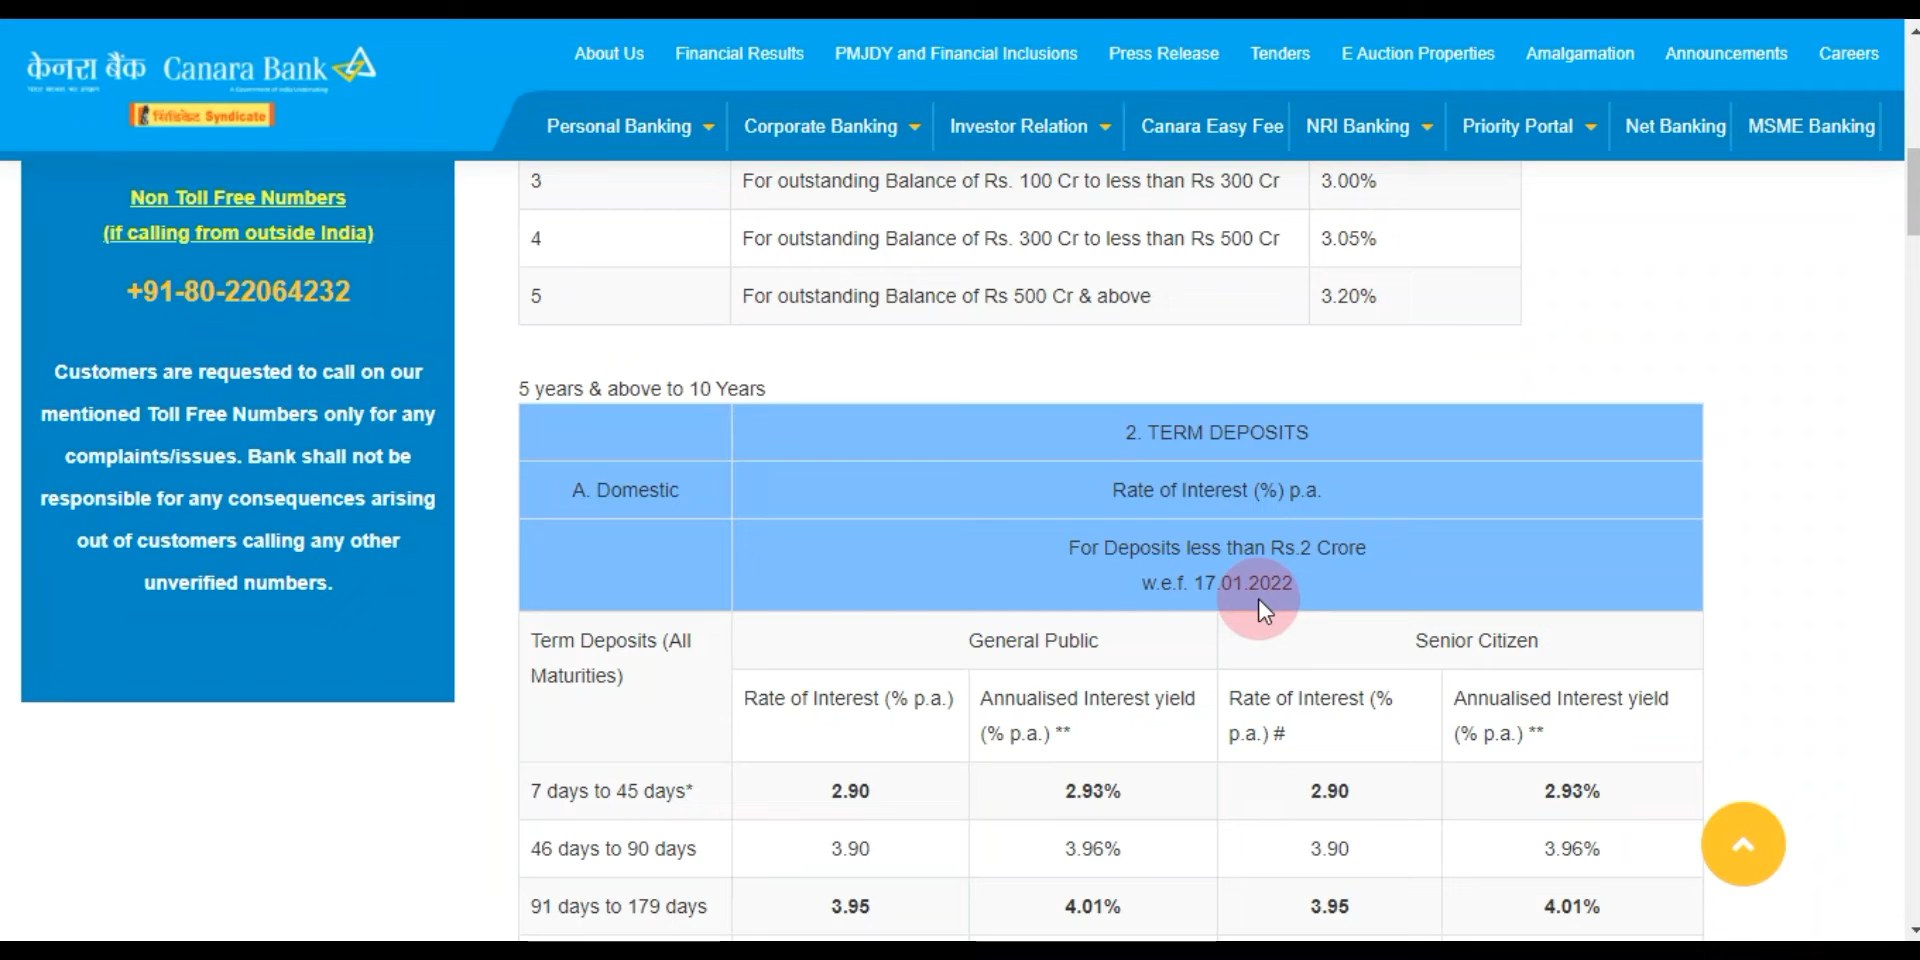 केनरा बैंक Canara Bank
सिंडिकेट Syndicate
About Us Financial Results PMJDY and Financial Inclusions Press Release Tenders E Auction Properties Amalgamation Announcements Careers
Personal Banking Corporate Banking Investor Relation Canara Easy Fee NRI Banking Priority Portal Net Banking MSME Banking
Non Toll Free Numbers
(if calling from outside India)
+91-80-22064232
Customers are requested to call on our
mentioned Toll Free Numbers only for any
complaints/issues. Bank shall not be
responsible for any consequences arising
out of customers calling any other
unverified numbers.
3 For outstanding Balance of Rs. 100 Cr to less than Rs 300 Cr 3.00%
4 For outstanding Balance of Rs. 300 Cr to less than Rs 500 Cr 3.05%
5 For outstanding Balance of Rs 500 Cr & above 3.20%
5 years & above to 10 Years
2. TERM DEPOSITS
A. Domestic Rate of Interest (%) p.a.
For Deposits less than Rs.2 Crore
w.e.f. 17.01.2022
Term Deposits (All
Maturities)
General Public Senior Citizen
Rate of Interest (% p.a.) Annualised Interest yield
(% p.a.) **
Rate of Interest (%
p.a.) #
Annualised Interest yield
(% p.a.) **
7 days to 45 days* 2.90 2.93% 2.90 2.93%
46 days to 90 days 3.90 3.96% 3.90 3.96%
91 days to 179 days 3.95 4.01% 3.95 4.01%